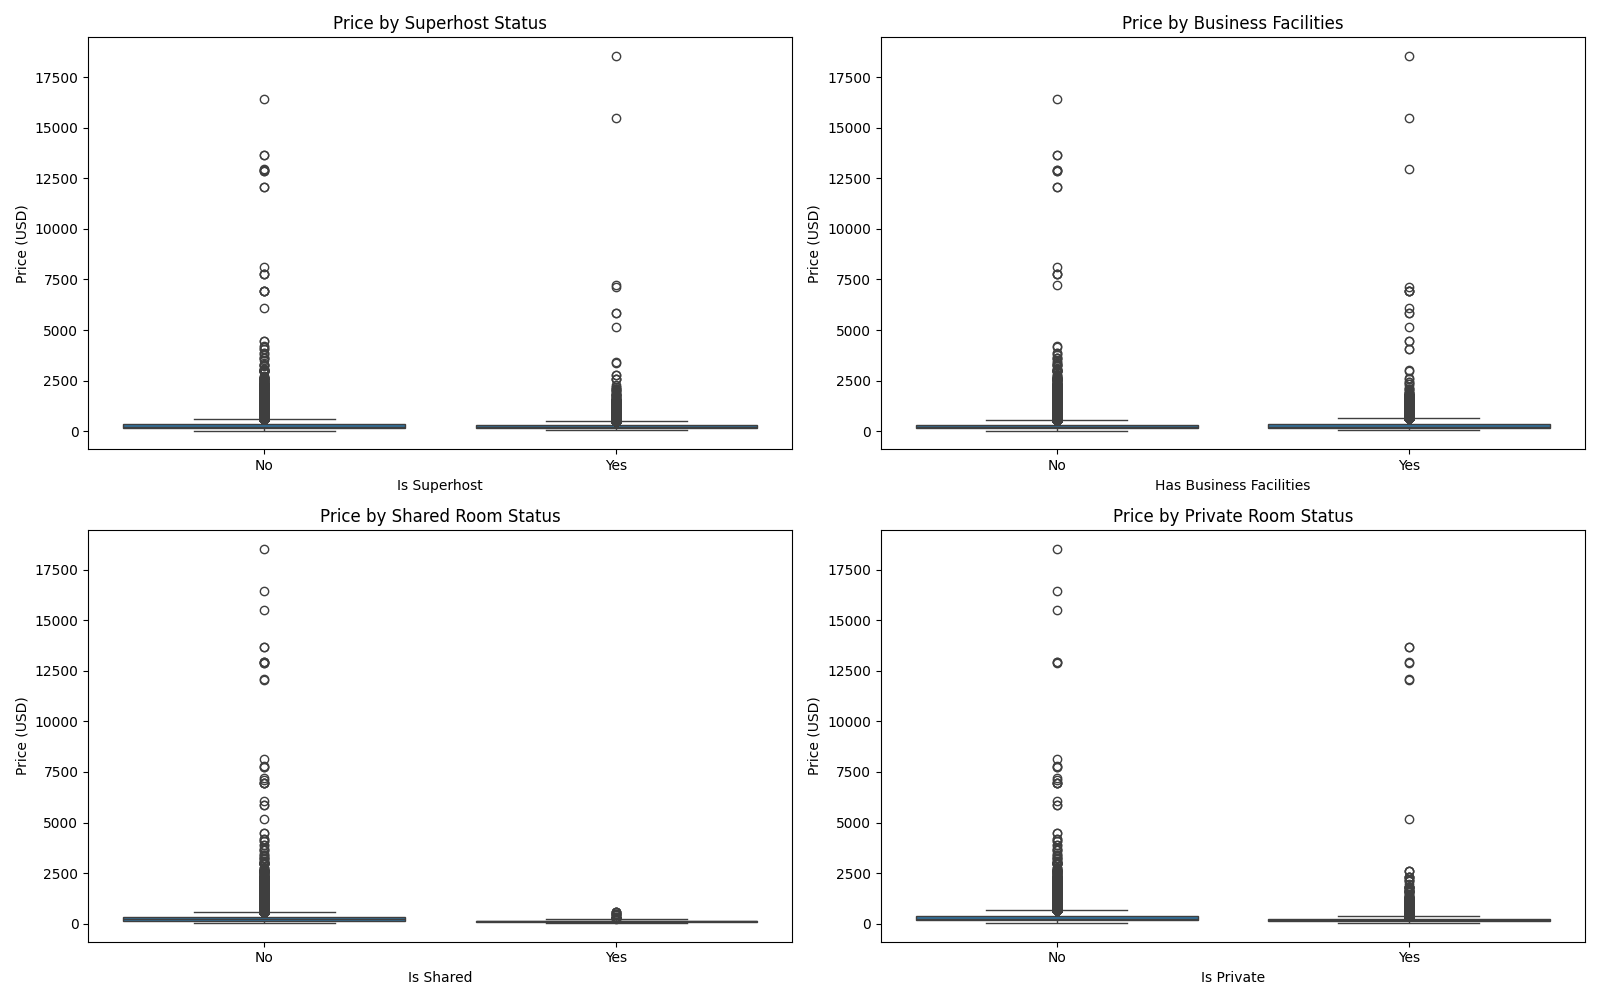 Price by Superhost Status
17500
15000
12500
10000
7500
5000
2500
0
Price (USD)
No
Yes
Is Superhost
Price by Business Facilities
17500
15000
12500
10000
7500
5000
2500
0
Price (USD)
No
Yes
Has Business Facilities
Price by Shared Room Status
17500
15000
12500
10000
7500
5000
2500
0
Price (USD)
No
Yes
Is Shared
Price by Private Room Status
17500
15000
12500
10000
7500
5000
2500
0
Price (USD)
No
Yes
Is Private